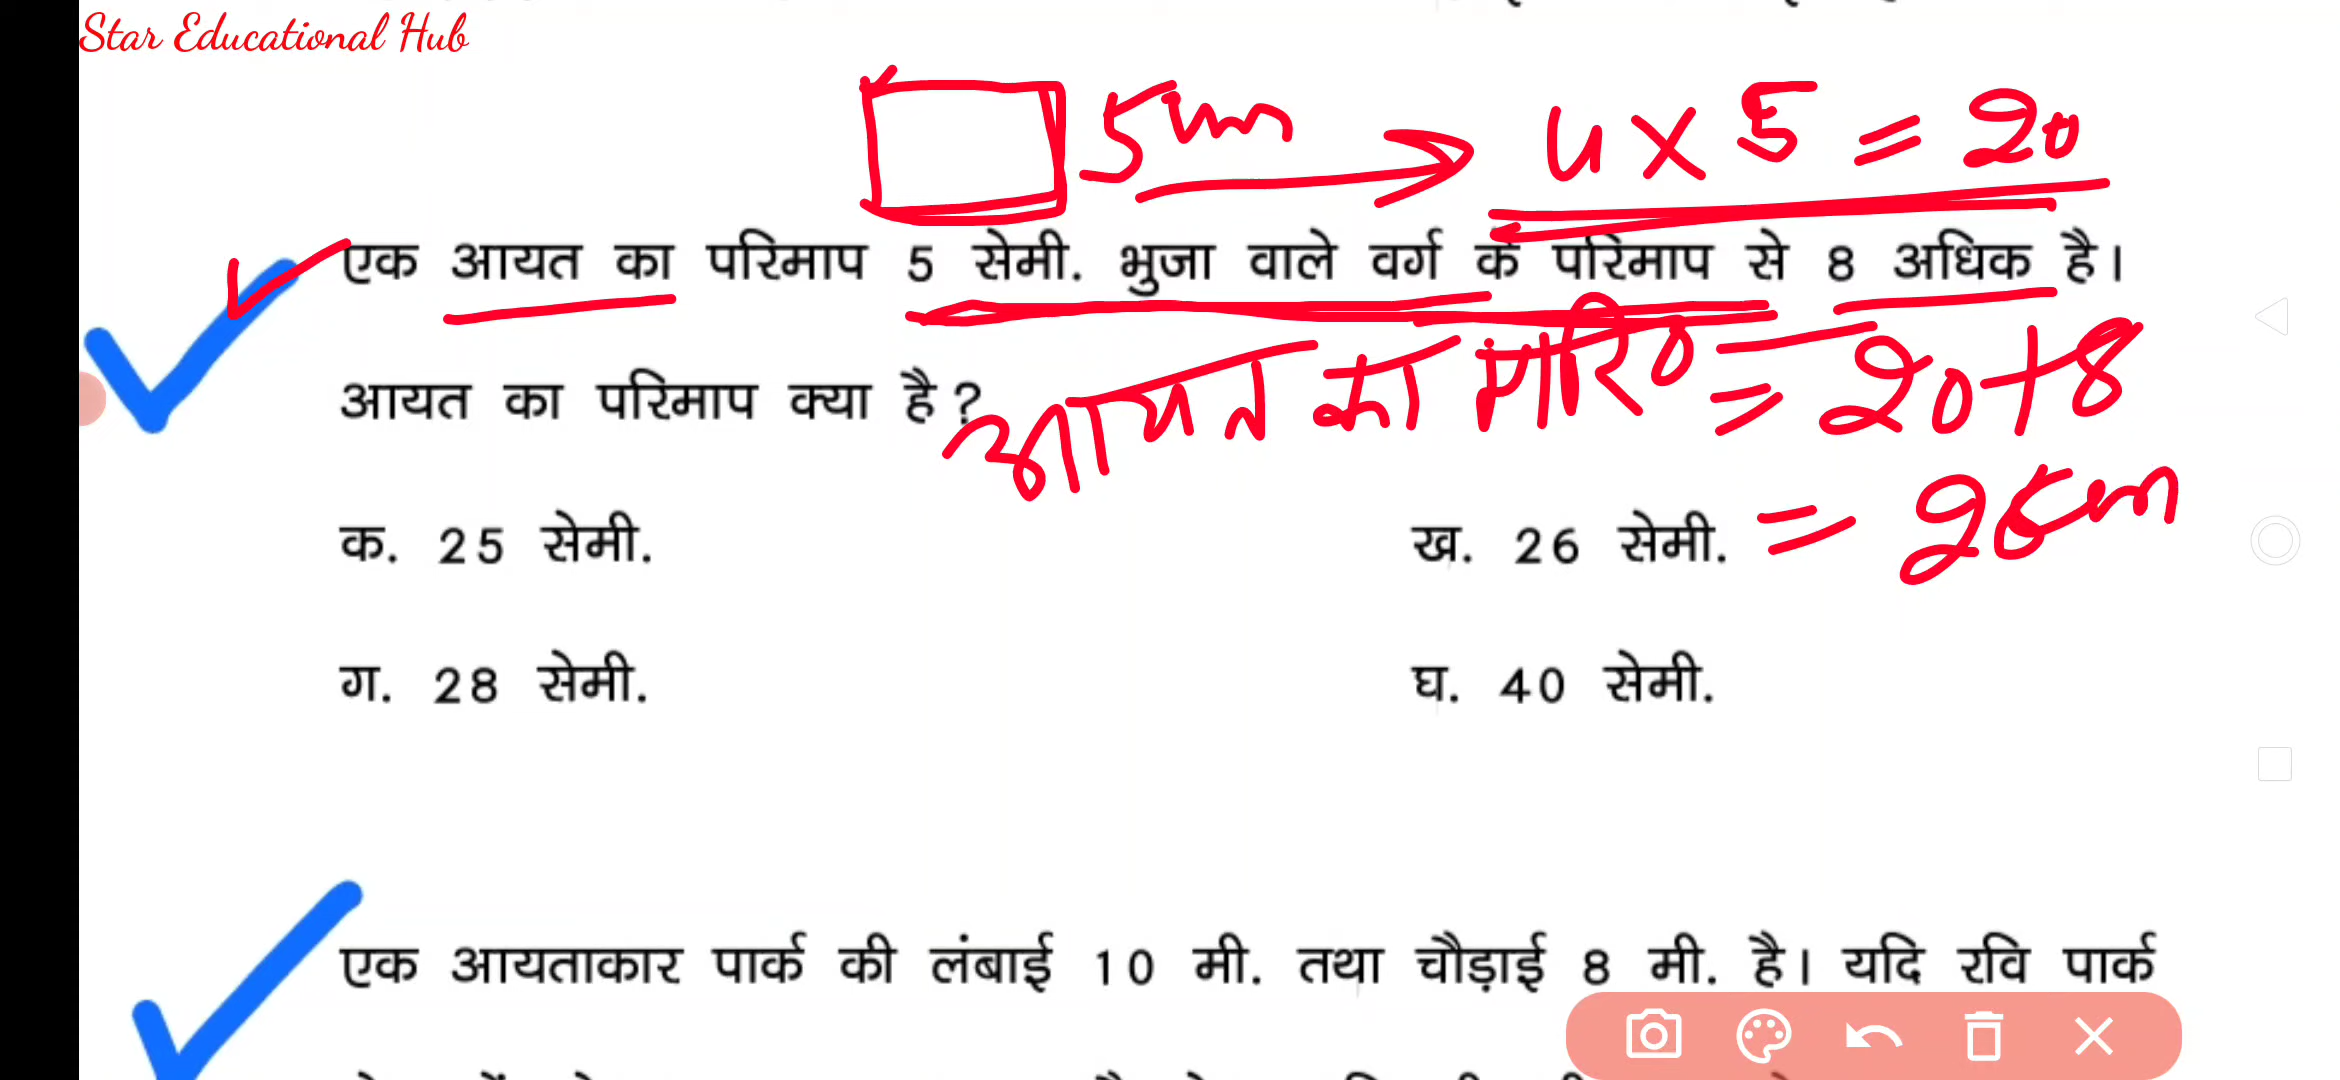 Star Educational Hub
5cm → 4 × 5 = 20
एक आयत का परिमाप 5 सेमी. भुजा वाले वर्ग के परिमाप से 8 अधिक है।
आयत का परिमाप क्या है ?
आयत का परि० = 20+8
= 28cm
क. 25 सेमी.
ख. 26 सेमी.
ग. 28 सेमी.
घ. 40 सेमी.
एक आयताकार पार्क की लंबाई 10 मी. तथा चौड़ाई 8 मी. है। यदि रवि पार्क